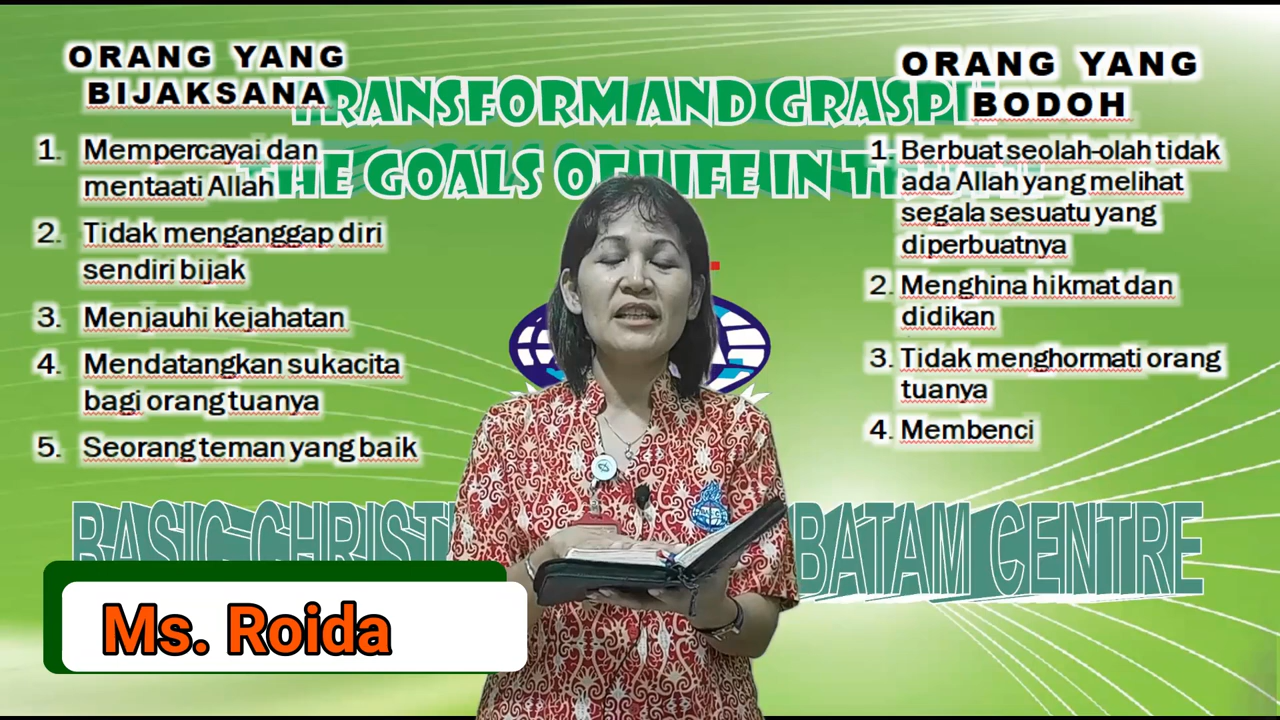 ORANG YANG
BIJAKSANA
1. Mempercayai dan
mentaati Allah
2. Tidak menganggap diri
sendiri bijak
3. Menjauhi kejahatan
4. Mendatangkan sukacita
bagi orang tuanya
5. Seorang teman yang baik
TRANSFORM AND
THE GOALS OF LIFE IN
ORANG YANG
BODOH
1. Berbuat seolah-olah tidak
ada Allah yang melihat
segala sesuatu yang
diperbuatnya
2. Menghina hikmat dan
didikan
3. Tidak menghormati orang
tuanya
4. Membenci
BASIC BATAM CENTRE
Ms. Roida